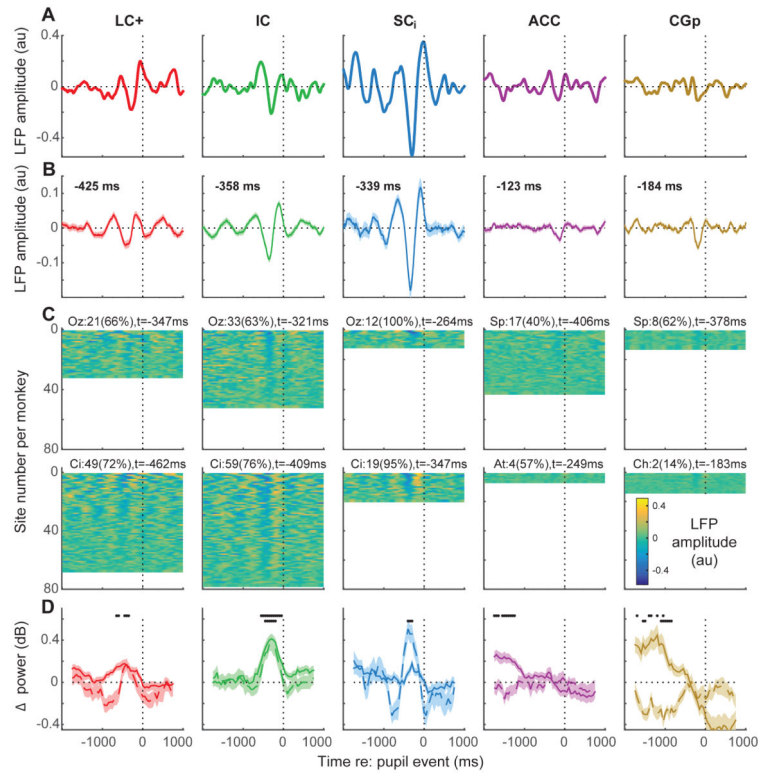 A
LC+ IC SCi ACC CGp
LFP amplitude (au)
0.4
0
-0.4
B
LFP amplitude (au)
0.1
0
-0.1
-425 ms -358 ms -339 ms -123 ms -184 ms
C
Oz:21(66%),t=-347ms Oz:33(63%),t=-321ms Oz:12(100%),t=-264ms Sp:17(40%),t=-406ms Sp:8(62%),t=-378ms
0
40
80
Site number per monkey
Ci:49(72%),t=-462ms Ci:59(76%),t=-409ms Ci:19(95%),t=-347ms At:4(57%),t=-249ms Ch:2(14%),t=-183ms
0
40
80
0.4
0
-0.4
LFP
amplitude
(au)
D
Δ power (dB)
0.4
0
-0.4
-1000 0 1000 -1000 0 1000 -1000 0 1000 -1000 0 1000 -1000 0 1000
Time re: pupil event (ms)